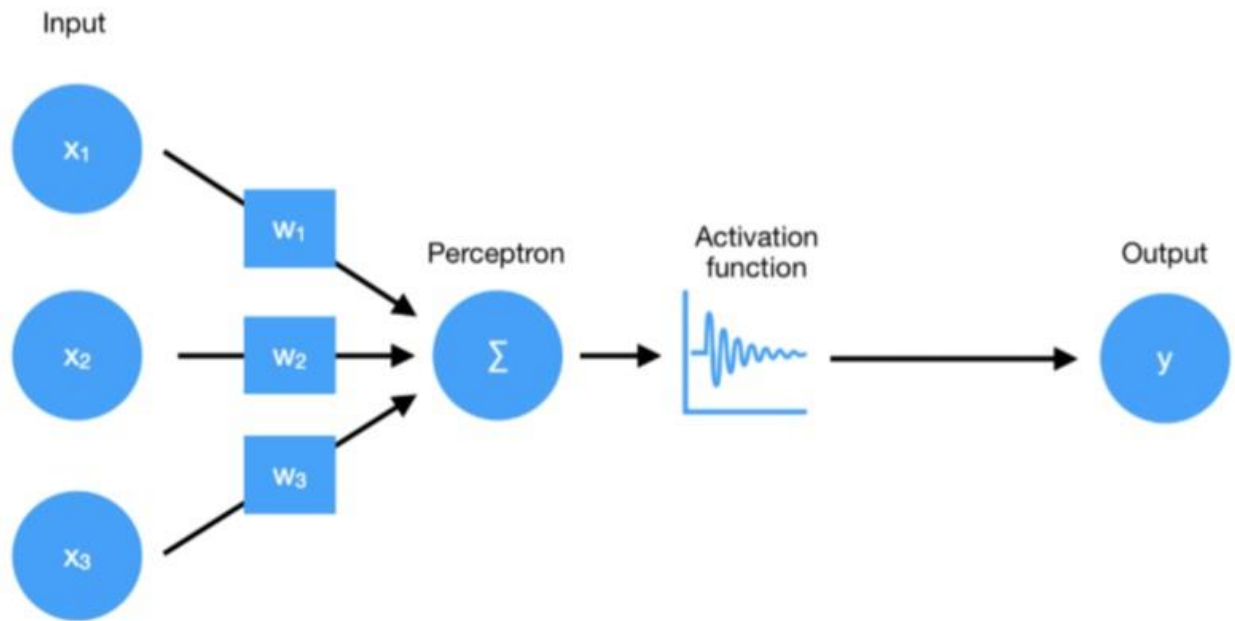 Input
x₁
w₁
Perceptron
Activation
function
Output
x₂
w₂
Σ
y
w₃
x₃